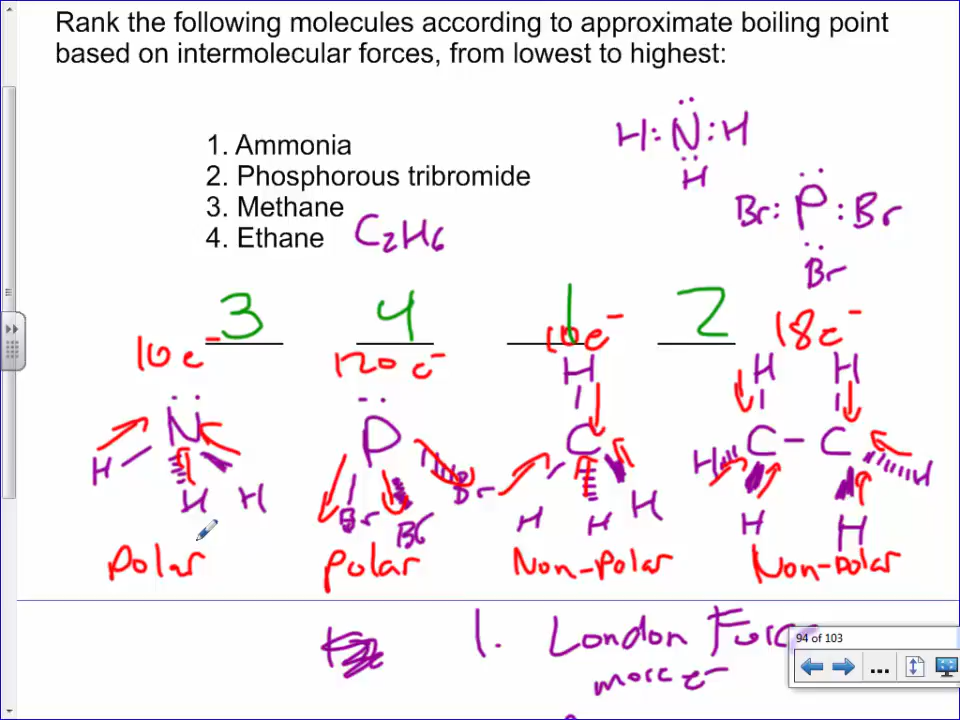 Rank the following molecules according to approximate boiling point
based on intermolecular forces, from lowest to highest:
H : N : H
H
1. Ammonia
2. Phosphorous tribromide
3. Methane
4. Ethane C2H6
Br : P : Br
Br
3 4 1 2
10e- 120e- 10e- 18e-
H H H
N P C C - C
H H H Br Br Br H H H H H H H
Polar Polar Non-polar Non-polar
1. London Forc
more e-
94 of 103
...